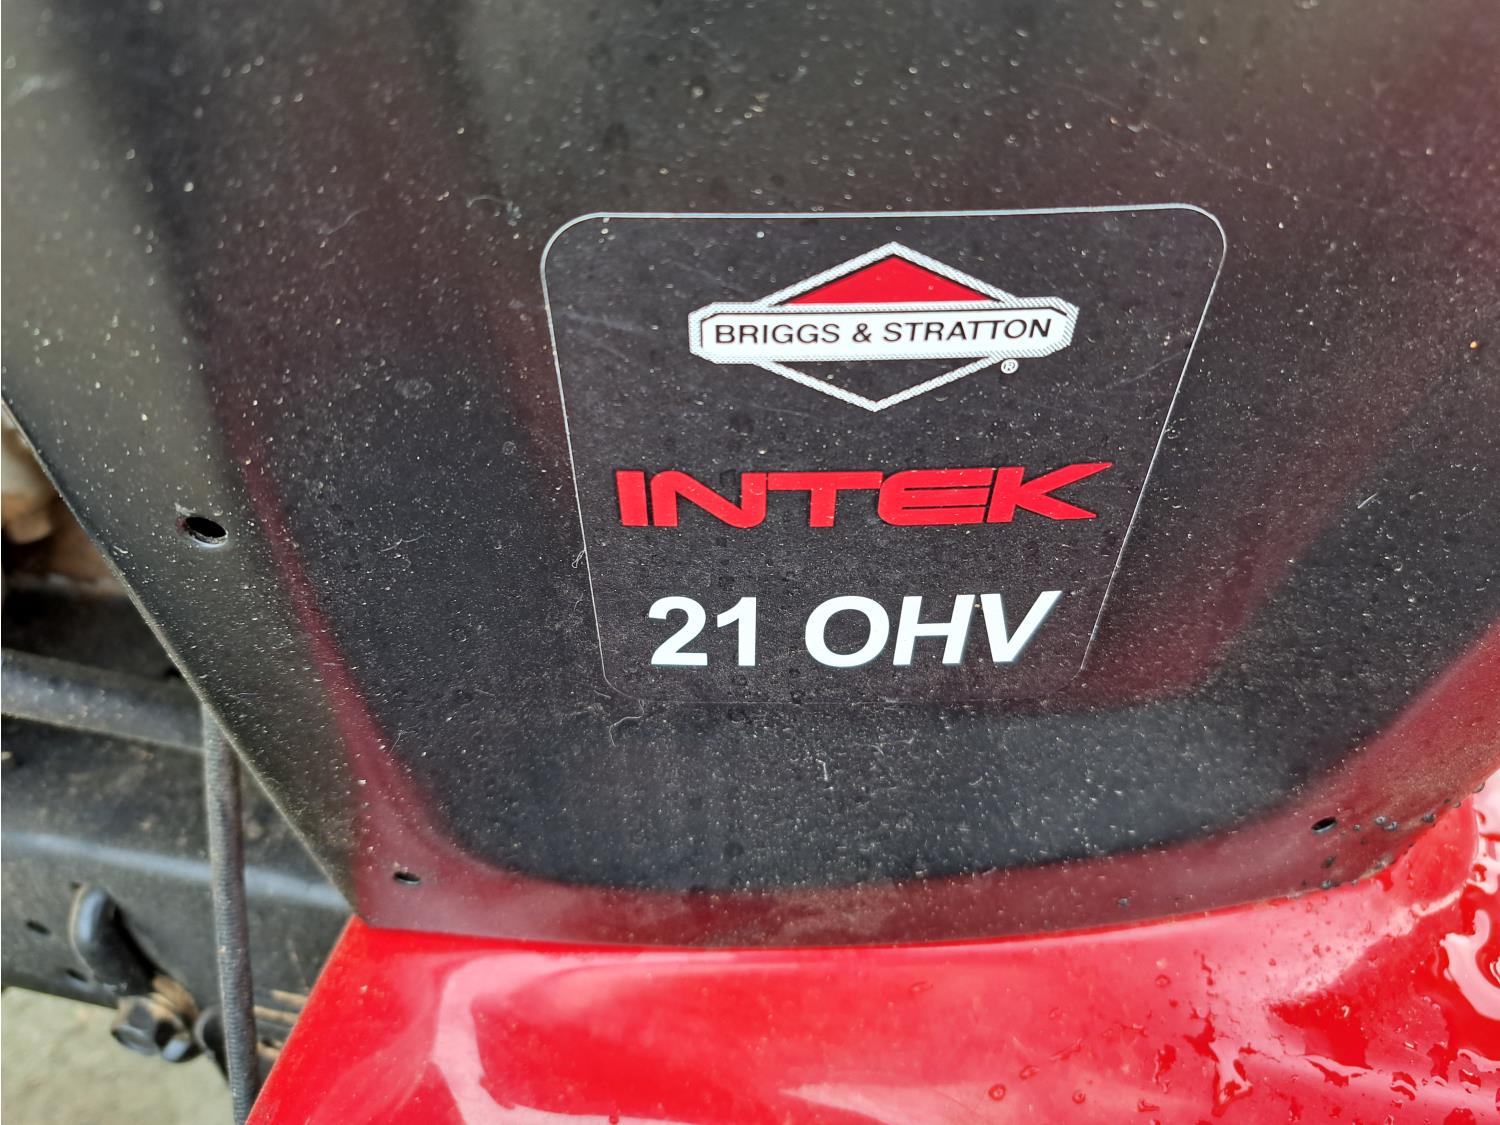 BRIGGS & STRATTON
®
INTEK
21 OHV